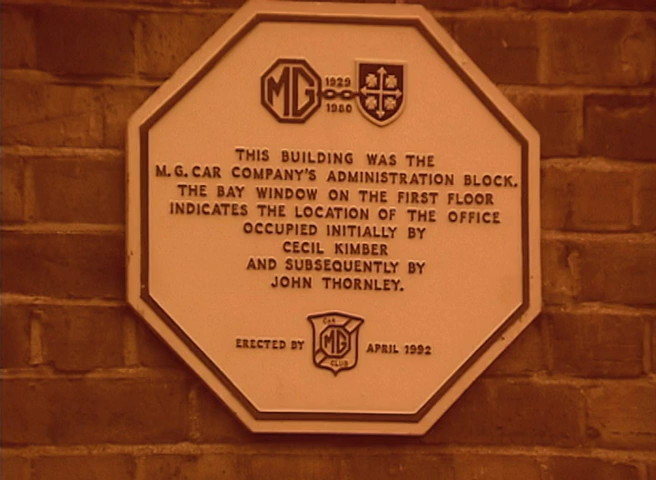 MG 1929
1980
THIS BUILDING WAS THE
M.G. CAR COMPANY'S ADMINISTRATION BLOCK.
THE BAY WINDOW ON THE FIRST FLOOR
INDICATES THE LOCATION OF THE OFFICE
OCCUPIED INITIALLY BY
CECIL KIMBER
AND SUBSEQUENTLY BY
JOHN THORNLEY.
CAR
ERECTED BY MG APRIL 1992
CLUB